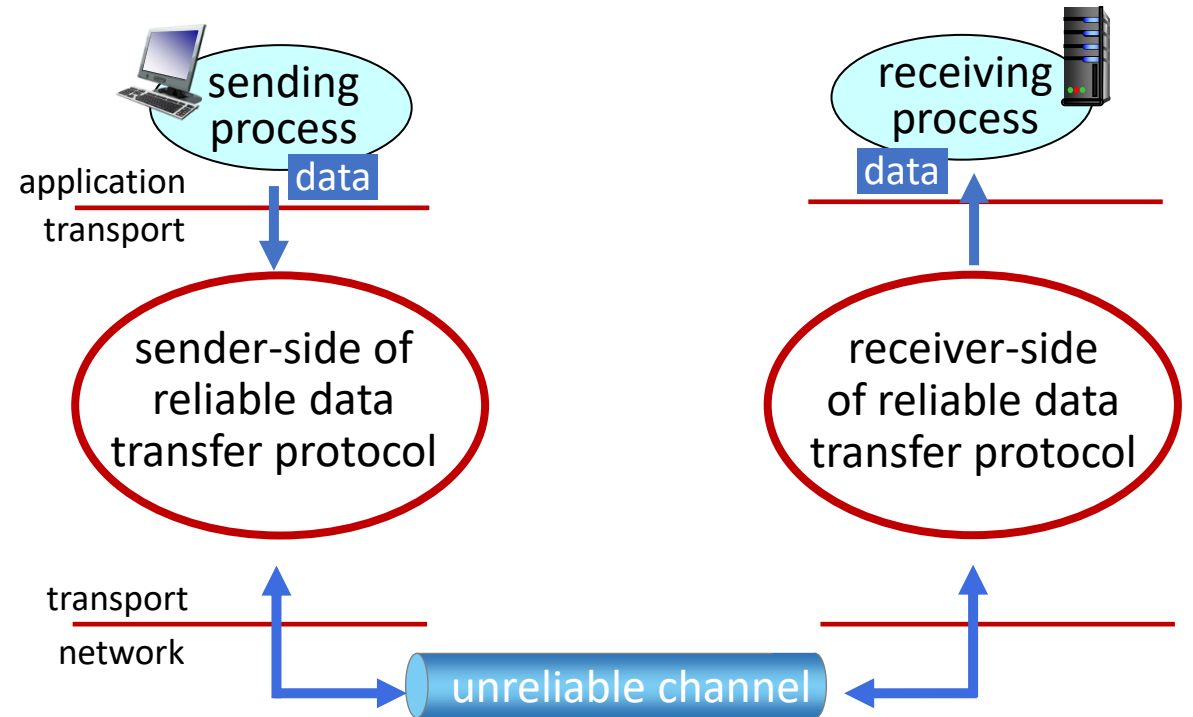 sending
process
data
application
transport
receiving
process
data
sender-side of
reliable data
transfer protocol
receiver-side
of reliable data
transfer protocol
transport
network
unreliable channel